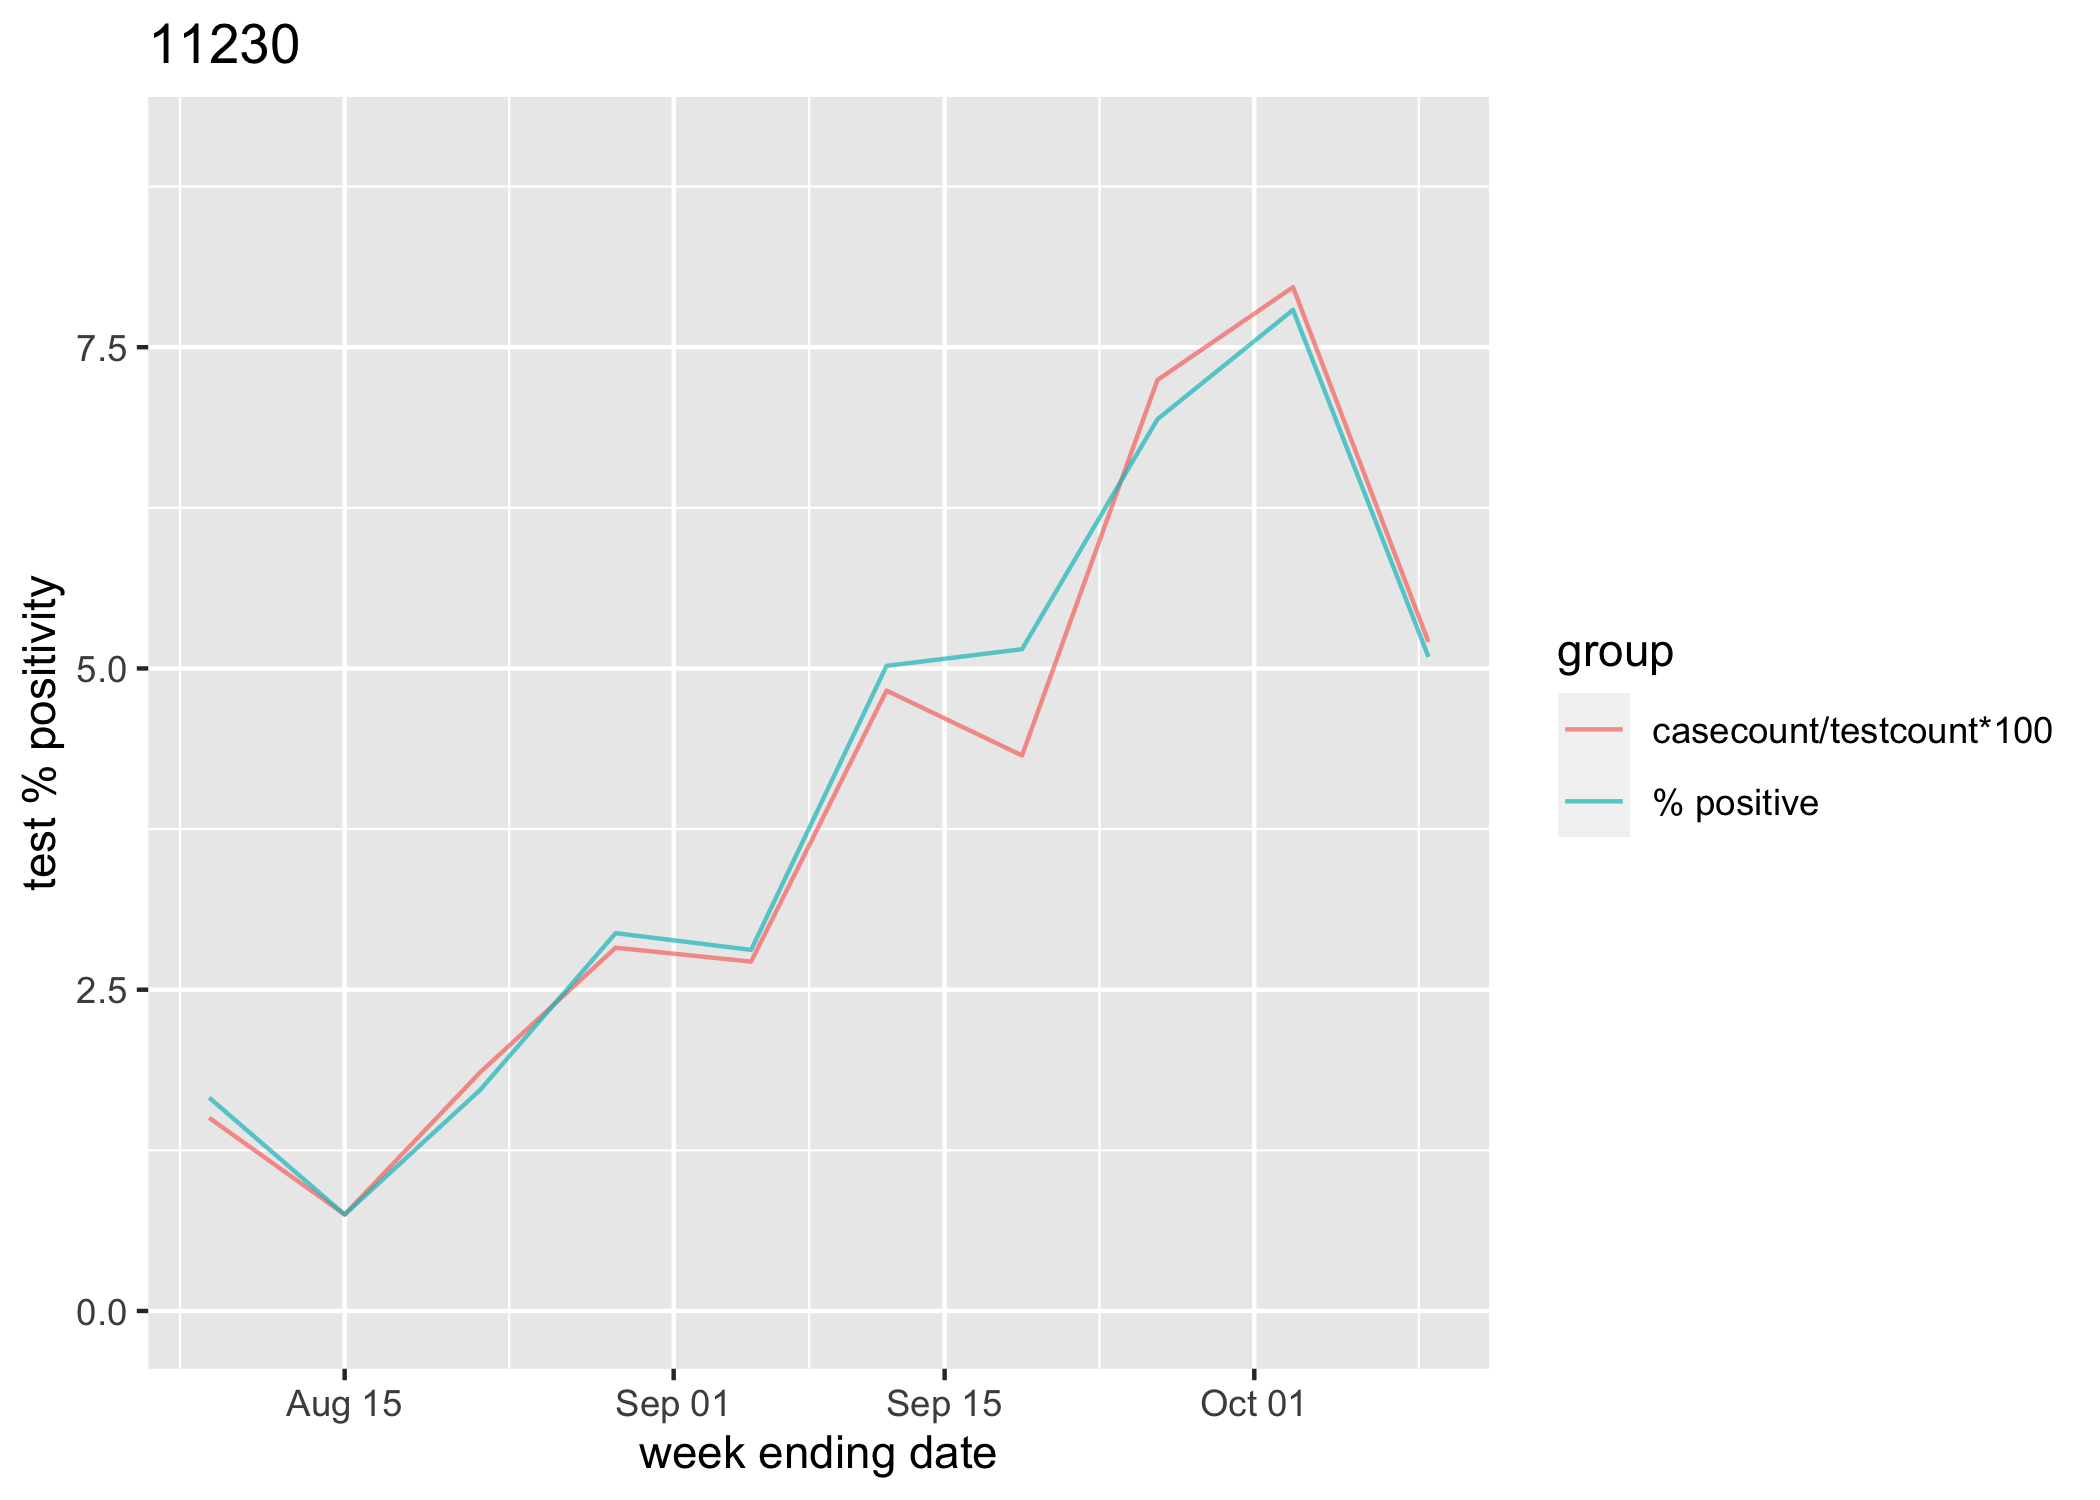 11230
test % positivity
7.5
5.0
2.5
0.0
Aug 15
Sep 01
Sep 15
Oct 01
week ending date
group
casecount/testcount*100
% positive